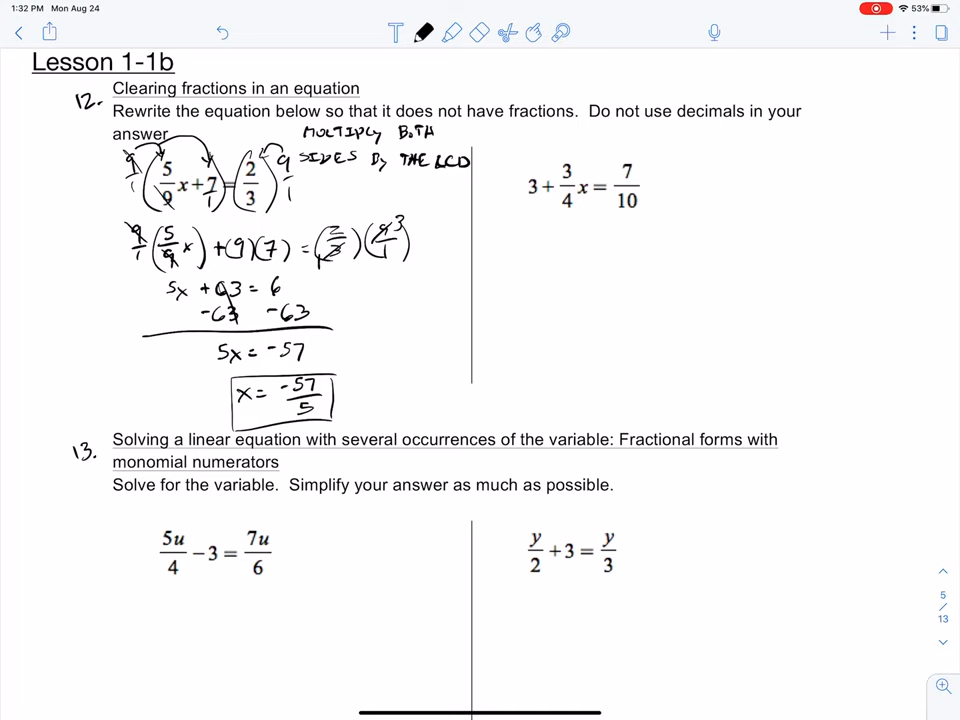 1:32 PM Mon Aug 24
53%
Lesson 1-1b
12. Clearing fractions in an equation
Rewrite the equation below so that it does not have fractions. Do not use decimals in your
answer
MULTIPLY BOTH
SIDES By THE LCD
9/1 (5/9 x + 7/1) = (2/3) 9/1
3 + 3/4 x = 7/10
9/1 (5/9 x) + (9)(7) = (2/3)(9/1) 1 3
5x + 63 = 6
-63 -63
5x = -57
x = -57/5
13. Solving a linear equation with several occurrences of the variable: Fractional forms with
monomial numerators
Solve for the variable. Simplify your answer as much as possible.
5u/4 - 3 = 7u/6
y/2 + 3 = y/3
5
/
13